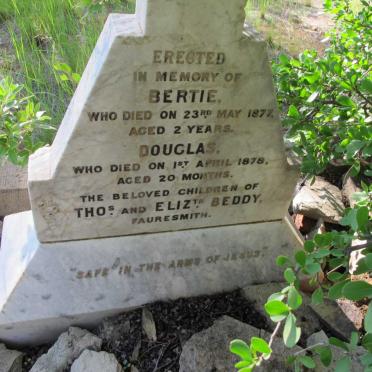 ERECTED
IN MEMORY OF
BERTIE,
WHO DIED ON 23RD MAY 1877,
AGED 2 YEARS.
DOUGLAS,
WHO DIED ON 1ST APRIL 1878,
AGED 20 MONTHS.
THE BELOVED CHILDREN OF
THOS AND ELIZTH BEDDY,
FAURESMITH.
"SAFE IN THE ARMS OF JESUS."